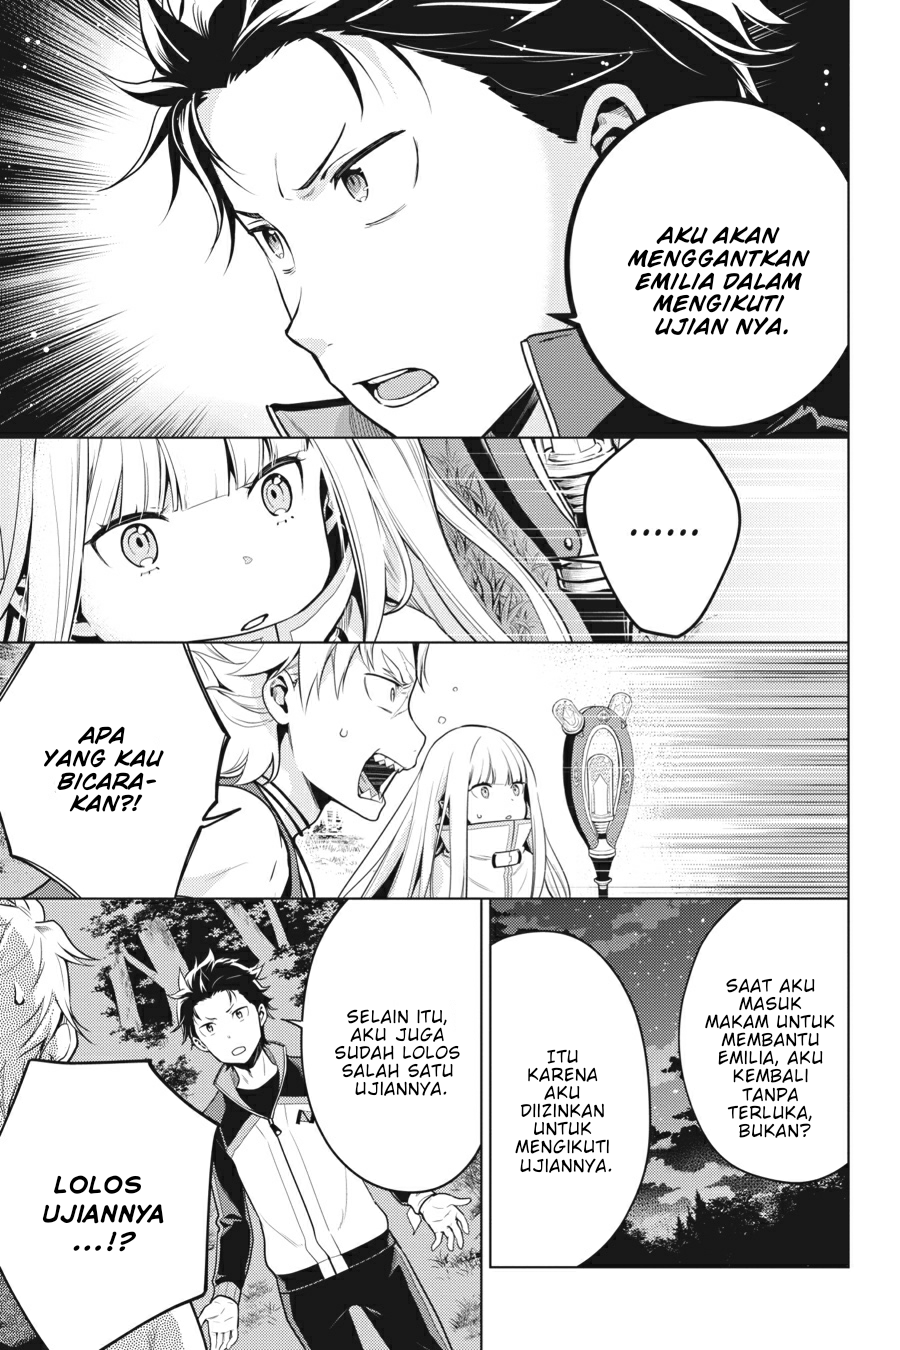 AKU AKAN
MENGGANTKAN
EMILIA DALAM
MENGIKUTI
UJIAN NYA.
......
APA
YANG KAU
BICARA-
KAN?!
SAAT AKU
MASUK
MAKAM UNTUK
MEMBANTU
EMILIA, AKU
KEMBALI
TANPA
TERLUKA,
BUKAN?
ITU
KARENA
AKU
DIIZINKAN
UNTUK
MENGIKUTI
UJIANNYA.
SELAIN ITU,
AKU JUGA
SUDAH LOLOS
SALAH SATU
UJIANNYA.
LOLOS
UJIANNYA
...!?